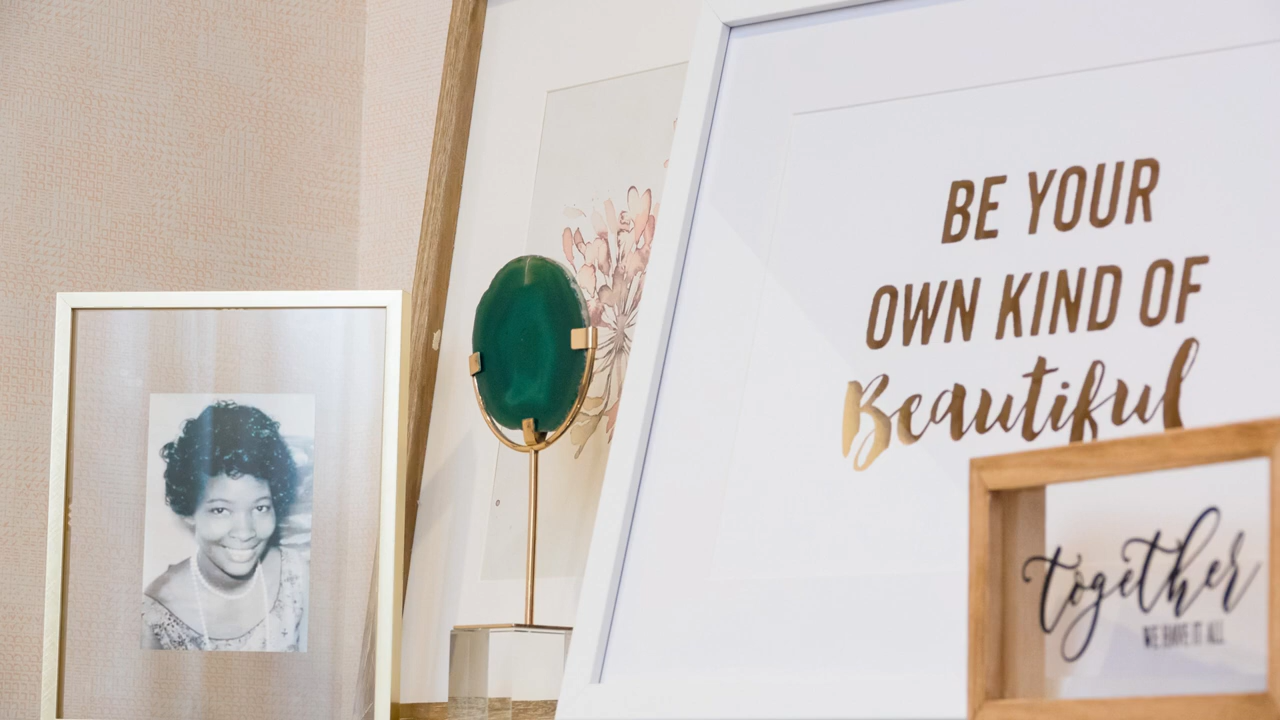 BE YOUR
OWN KIND OF
Beautiful
together
WE HAVE IT ALL